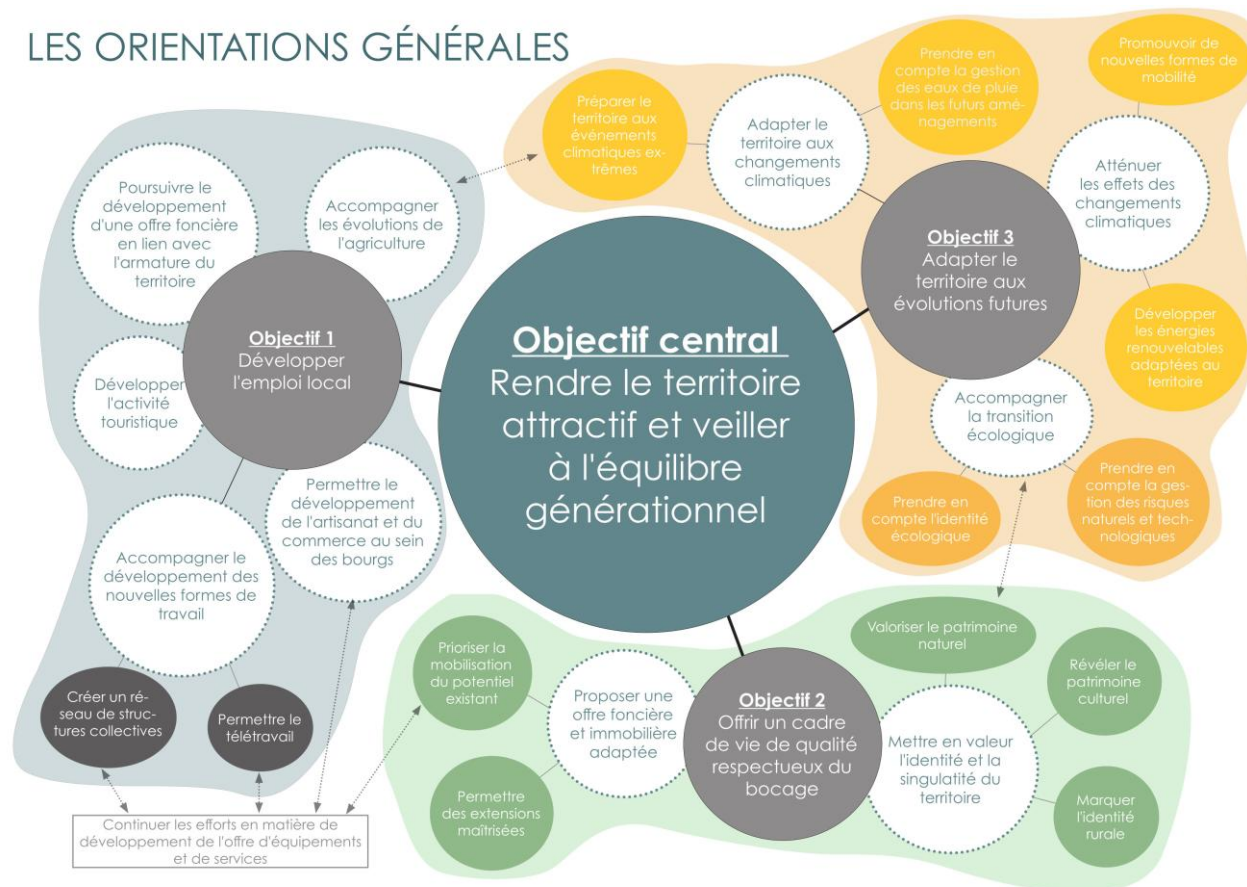 LES ORIENTATIONS GÉNÉRALES
Poursuivre le
développement
d'une offre foncière
en lien avec
l'armature du
territoire
Accompagner
les évolutions de
l'agriculture
Objectif 1
Développer
l'emploi local
Développer
l'activité
touristique
Permettre le
développement
de l'artisanat et du
commerce au sein
des bourgs
Accompagner le
développement des
nouvelles formes de
travail
Créer un ré-
seau de struc-
tures collectives
Permettre le
télétravail
Continuer les efforts en matière de
développement de l'offre d'équipements
et de services
Objectif central
Rendre le territoire
attractif et veiller
à l'équilibre
générationnel
Préparer le
territoire aux
événements
climatiques ex-
trêmes
Adapter le
territoire aux
changements
climatiques
Prendre en
compte la gestion
des eaux de pluie
dans les futurs amé-
nagements
Promouvoir de
nouvelles formes de
mobilité
Atténuer
les effets des
changements
climatiques
Objectif 3
Adapter le
territoire aux
évolutions futures
Développer
les énergies
renouvelables
adaptées au
territoire
Accompagner
la transition
écologique
Prendre en
compte l'identité
écologique
Prendre en
compte la ges-
tion des risques
naturels et tech-
nologiques
Prioriser la
mobilisation
du potentiel
existant
Proposer une
offre foncière
et immobilière
adaptée
Permettre
des extensions
maîtrisées
Objectif 2
Offrir un cadre
de vie de qualité
respectueux du
bocage
Valoriser le patrimoine
naturel
Révéler le
patrimoine
culturel
Mettre en valeur
l'identité et la
singulatité du
territoire
Marquer
l'identité
rurale